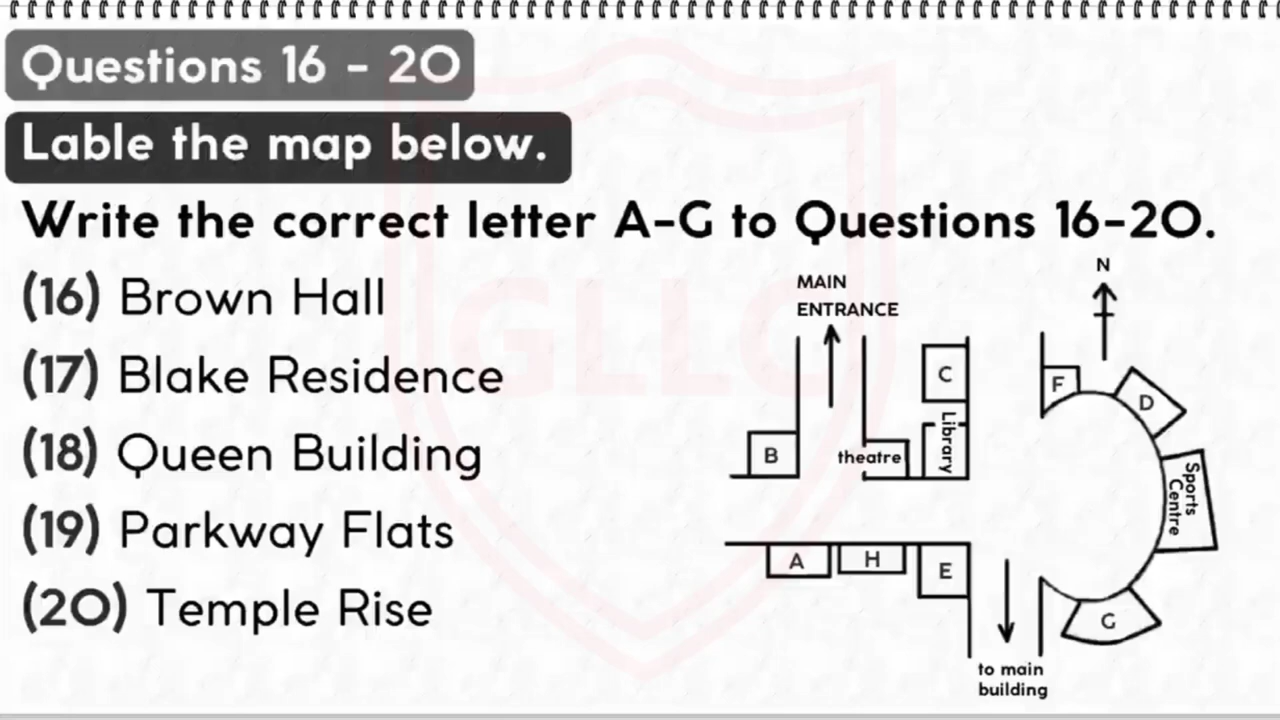 Questions 16 - 20
Lable the map below.
Write the correct letter A-G to Questions 16-20.
(16) Brown Hall
(17) Blake Residence
(18) Queen Building
(19) Parkway Flats
(20) Temple Rise
GLLC
MAIN
ENTRANCE
N
C
F
D
B
theatre
Library
Sports
Centre
A
H
E
G
to main
building